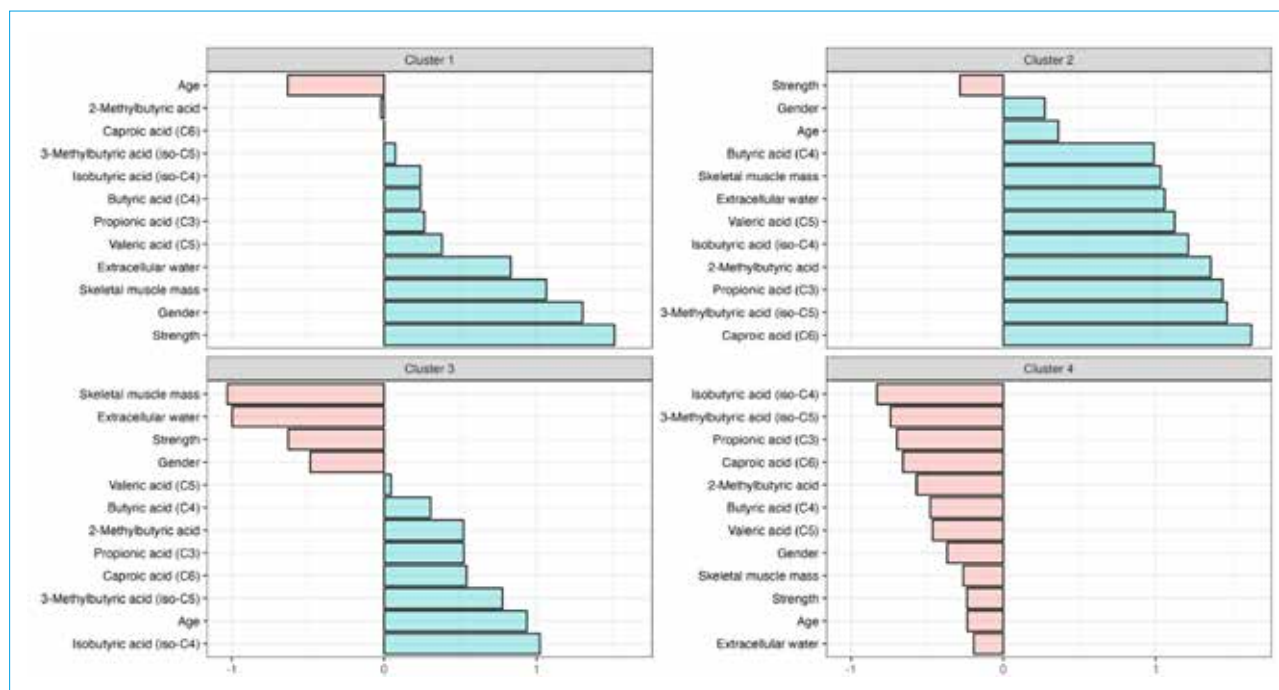 Cluster 1
Age
2-Methylbutyric acid
Caproic acid (C6)
3-Methylbutyric acid (iso-C5)
Isobutyric acid (iso-C4)
Butyric acid (C4)
Propionic acid (C3)
Valeric acid (C5)
Extracellular water
Skeletal muscle mass
Gender
Strength
Cluster 2
Strength
Gender
Age
Butyric acid (C4)
Skeletal muscle mass
Extracellular water
Valeric acid (C5)
Isobutyric acid (iso-C4)
2-Methylbutyric acid
Propionic acid (C3)
3-Methylbutyric acid (iso-C5)
Caproic acid (C6)
Cluster 3
Skeletal muscle mass
Extracellular water
Strength
Gender
Valeric acid (C5)
Butyric acid (C4)
2-Methylbutyric acid
Propionic acid (C3)
Caproic acid (C6)
3-Methylbutyric acid (iso-C5)
Age
Isobutyric acid (iso-C4)
-1 0 1
Cluster 4
Isobutyric acid (iso-C4)
3-Methylbutyric acid (iso-C5)
Propionic acid (C3)
Caproic acid (C6)
2-Methylbutyric acid
Butyric acid (C4)
Valeric acid (C5)
Gender
Skeletal muscle mass
Strength
Age
Extracellular water
-1 0 1